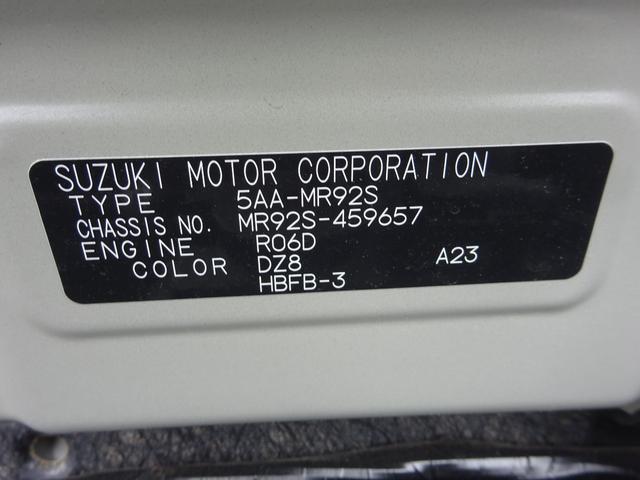 SUZUKI MOTOR CORPORATION
TYPE 5AA-MR92S
CHASSIS NO. MR92S-459657
ENGINE R06D
COLOR DZ8 A23
HBFB-3